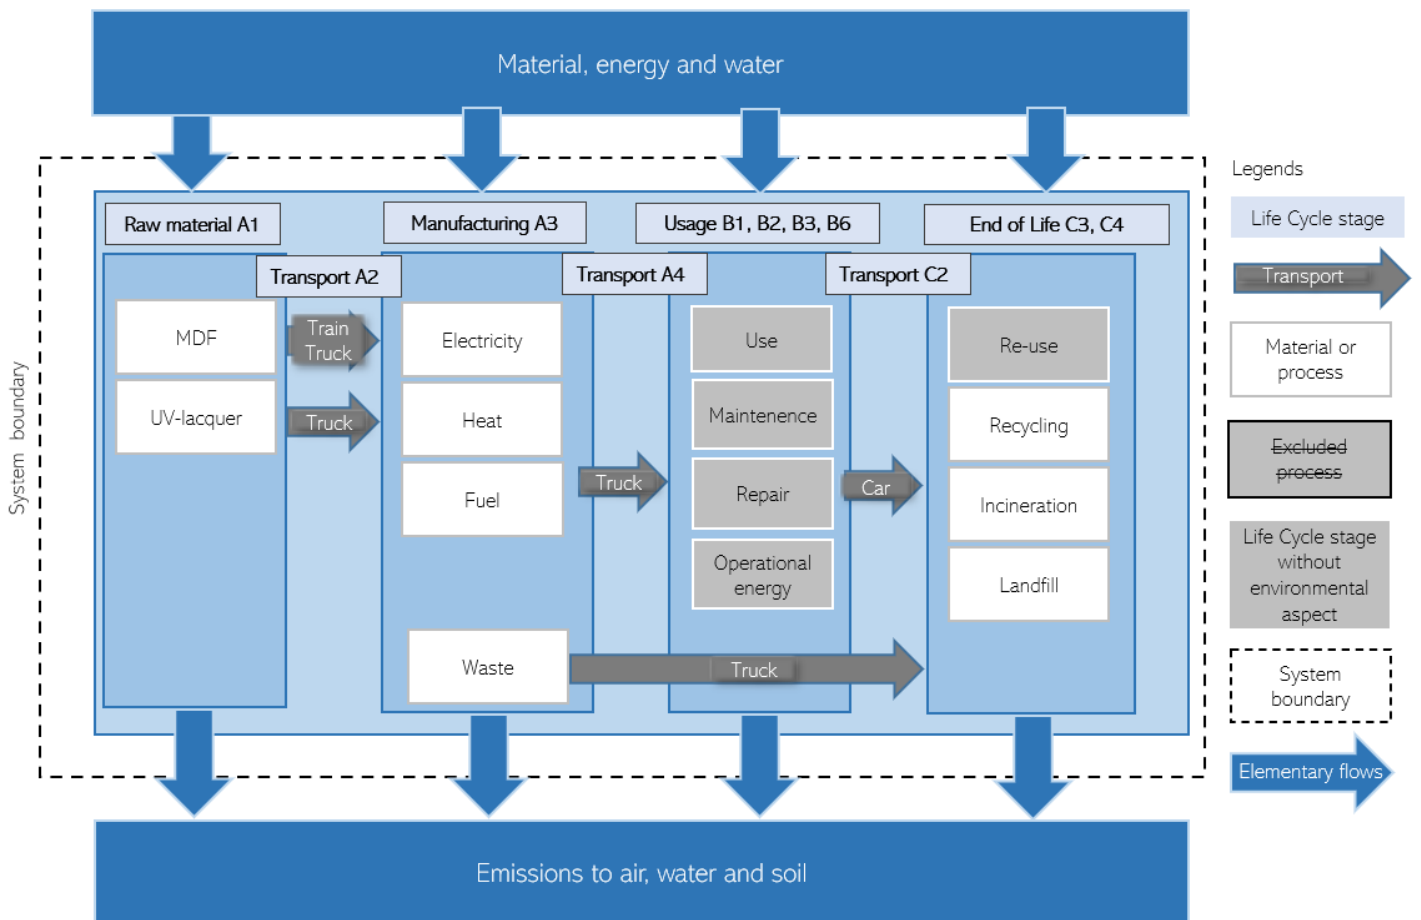 Material, energy and water
Legends
Raw material A1
Manufacturing A3
Usage B1, B2, B3, B6
End of Life C3, C4
Life Cycle stage
Transport A2
Transport A4
Transport C2
Transport
MDF
Train
Truck
Electricity
Use
Re-use
Material or
process
UV-lacquer
Truck
Heat
Maintenence
Recycling
Excluded
process
Fuel
Truck
Repair
Car
Incineration
System boundary
Operational
energy
Landfill
Life Cycle stage
without
environmental
aspect
Waste
Truck
System
boundary
Elementary flows
Emissions to air, water and soil